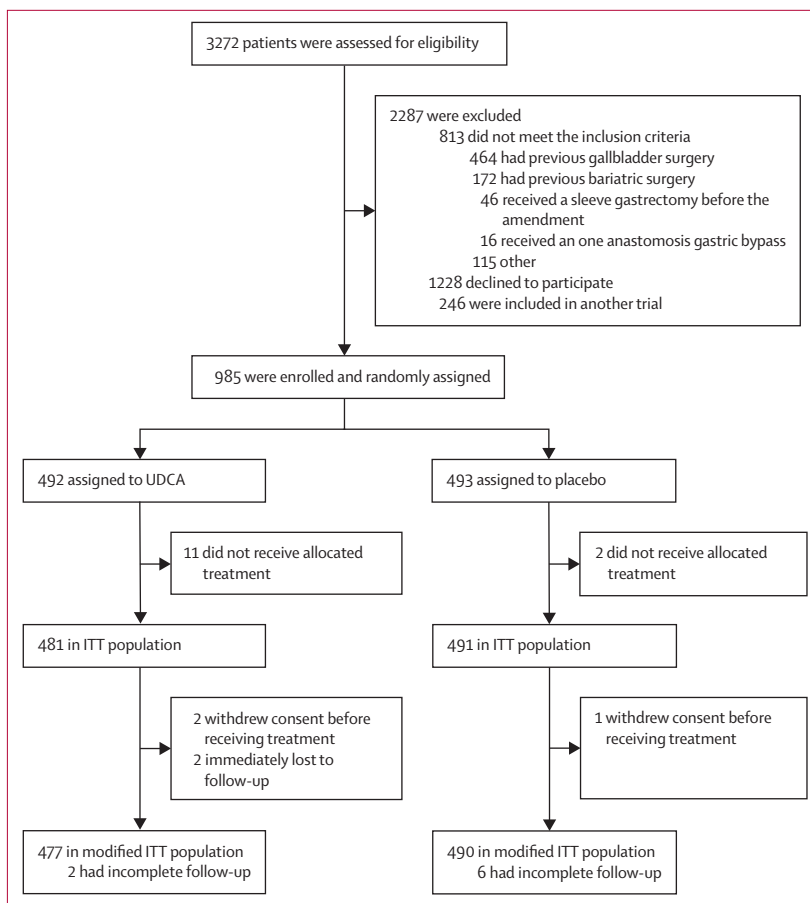 3272 patients were assessed for eligibility
2287 were excluded
813 did not meet the inclusion criteria
464 had previous gallbladder surgery
172 had previous bariatric surgery
46 received a sleeve gastrectomy before the
amendment
16 received an one anastomosis gastric bypass
115 other
1228 declined to participate
246 were included in another trial
985 were enrolled and randomly assigned
492 assigned to UDCA
493 assigned to placebo
11 did not receive allocated
treatment
2 did not receive allocated
treatment
481 in ITT population
491 in ITT population
2 withdrew consent before
receiving treatment
2 immediately lost to
follow-up
1 withdrew consent before
receiving treatment
477 in modified ITT population
2 had incomplete follow-up
490 in modified ITT population
6 had incomplete follow-up